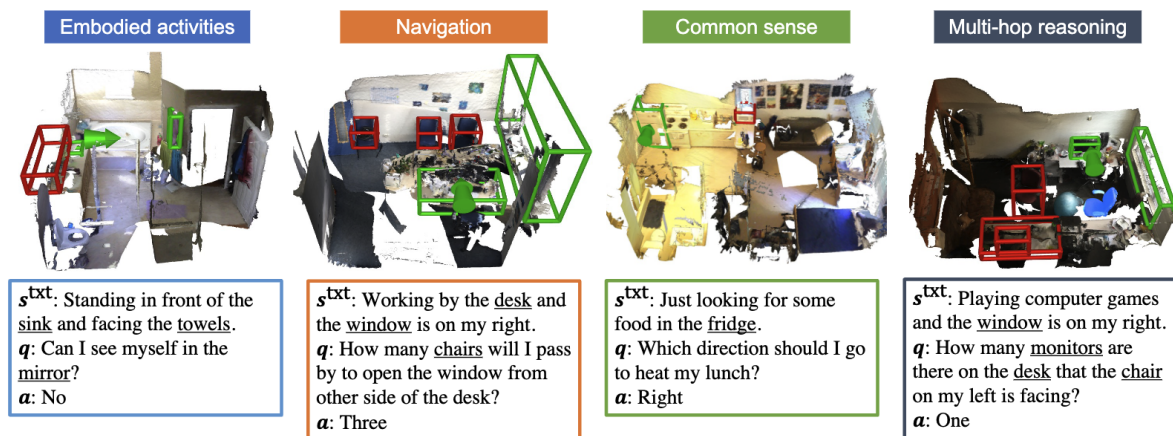 Embodied activities
Navigation
Common sense
Multi-hop reasoning
s^txt: Standing in front of the
sink and facing the towels.
q: Can I see myself in the
mirror?
a: No
s^txt: Working by the desk and
the window is on my right.
q: How many chairs will I pass
by to open the window from
other side of the desk?
a: Three
s^txt: Just looking for some
food in the fridge.
q: Which direction should I go
to heat my lunch?
a: Right
s^txt: Playing computer games
and the window is on my right.
q: How many monitors are
there on the desk that the chair
on my left is facing?
a: One